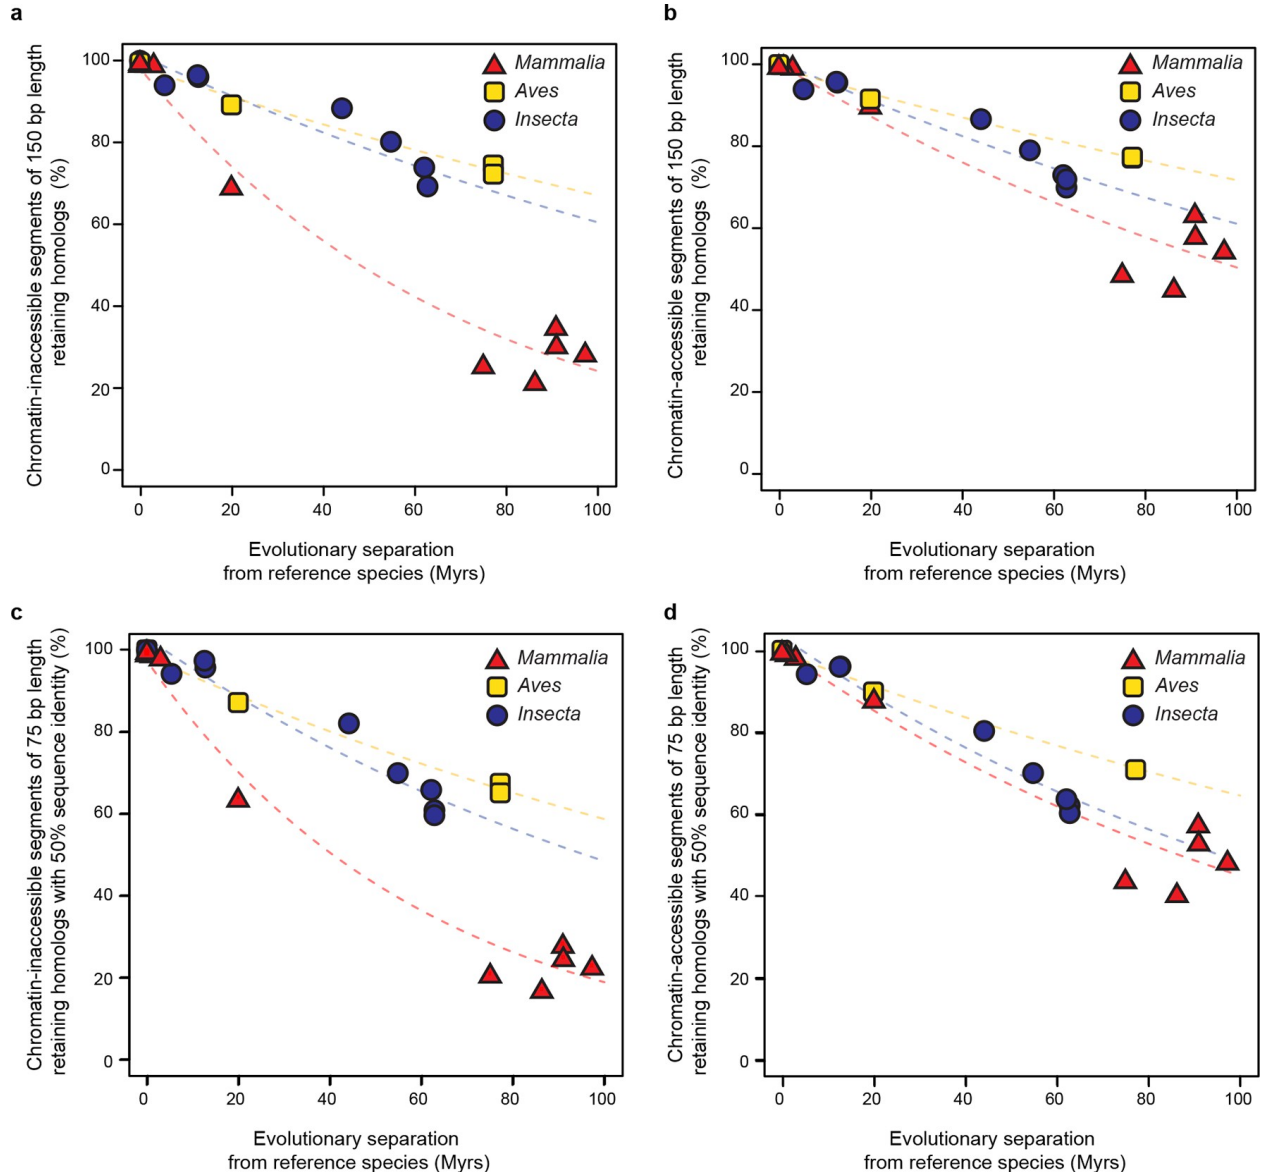 a
Chromatin-inaccessible segments of 150 bp length
retaining homologs (%)
100
80
60
40
20
0
Mammalia
Aves
Insecta
0 20 40 60 80 100
Evolutionary separation
from reference species (Myrs)
b
Chromatin-accessible segments of 150 bp length
retaining homologs (%)
100
80
60
40
20
0
Mammalia
Aves
Insecta
0 20 40 60 80 100
Evolutionary separation
from reference species (Myrs)
c
Chromatin-inaccessible segments of 75 bp length
retaining homologs with 50% sequence identity (%)
100
80
60
40
20
0
Mammalia
Aves
Insecta
0 20 40 60 80 100
Evolutionary separation
from reference species (Myrs)
d
Chromatin-accessible segments of 75 bp length
retaining homologs with 50% sequence identity (%)
100
80
60
40
20
0
Mammalia
Aves
Insecta
0 20 40 60 80 100
Evolutionary separation
from reference species (Myrs)